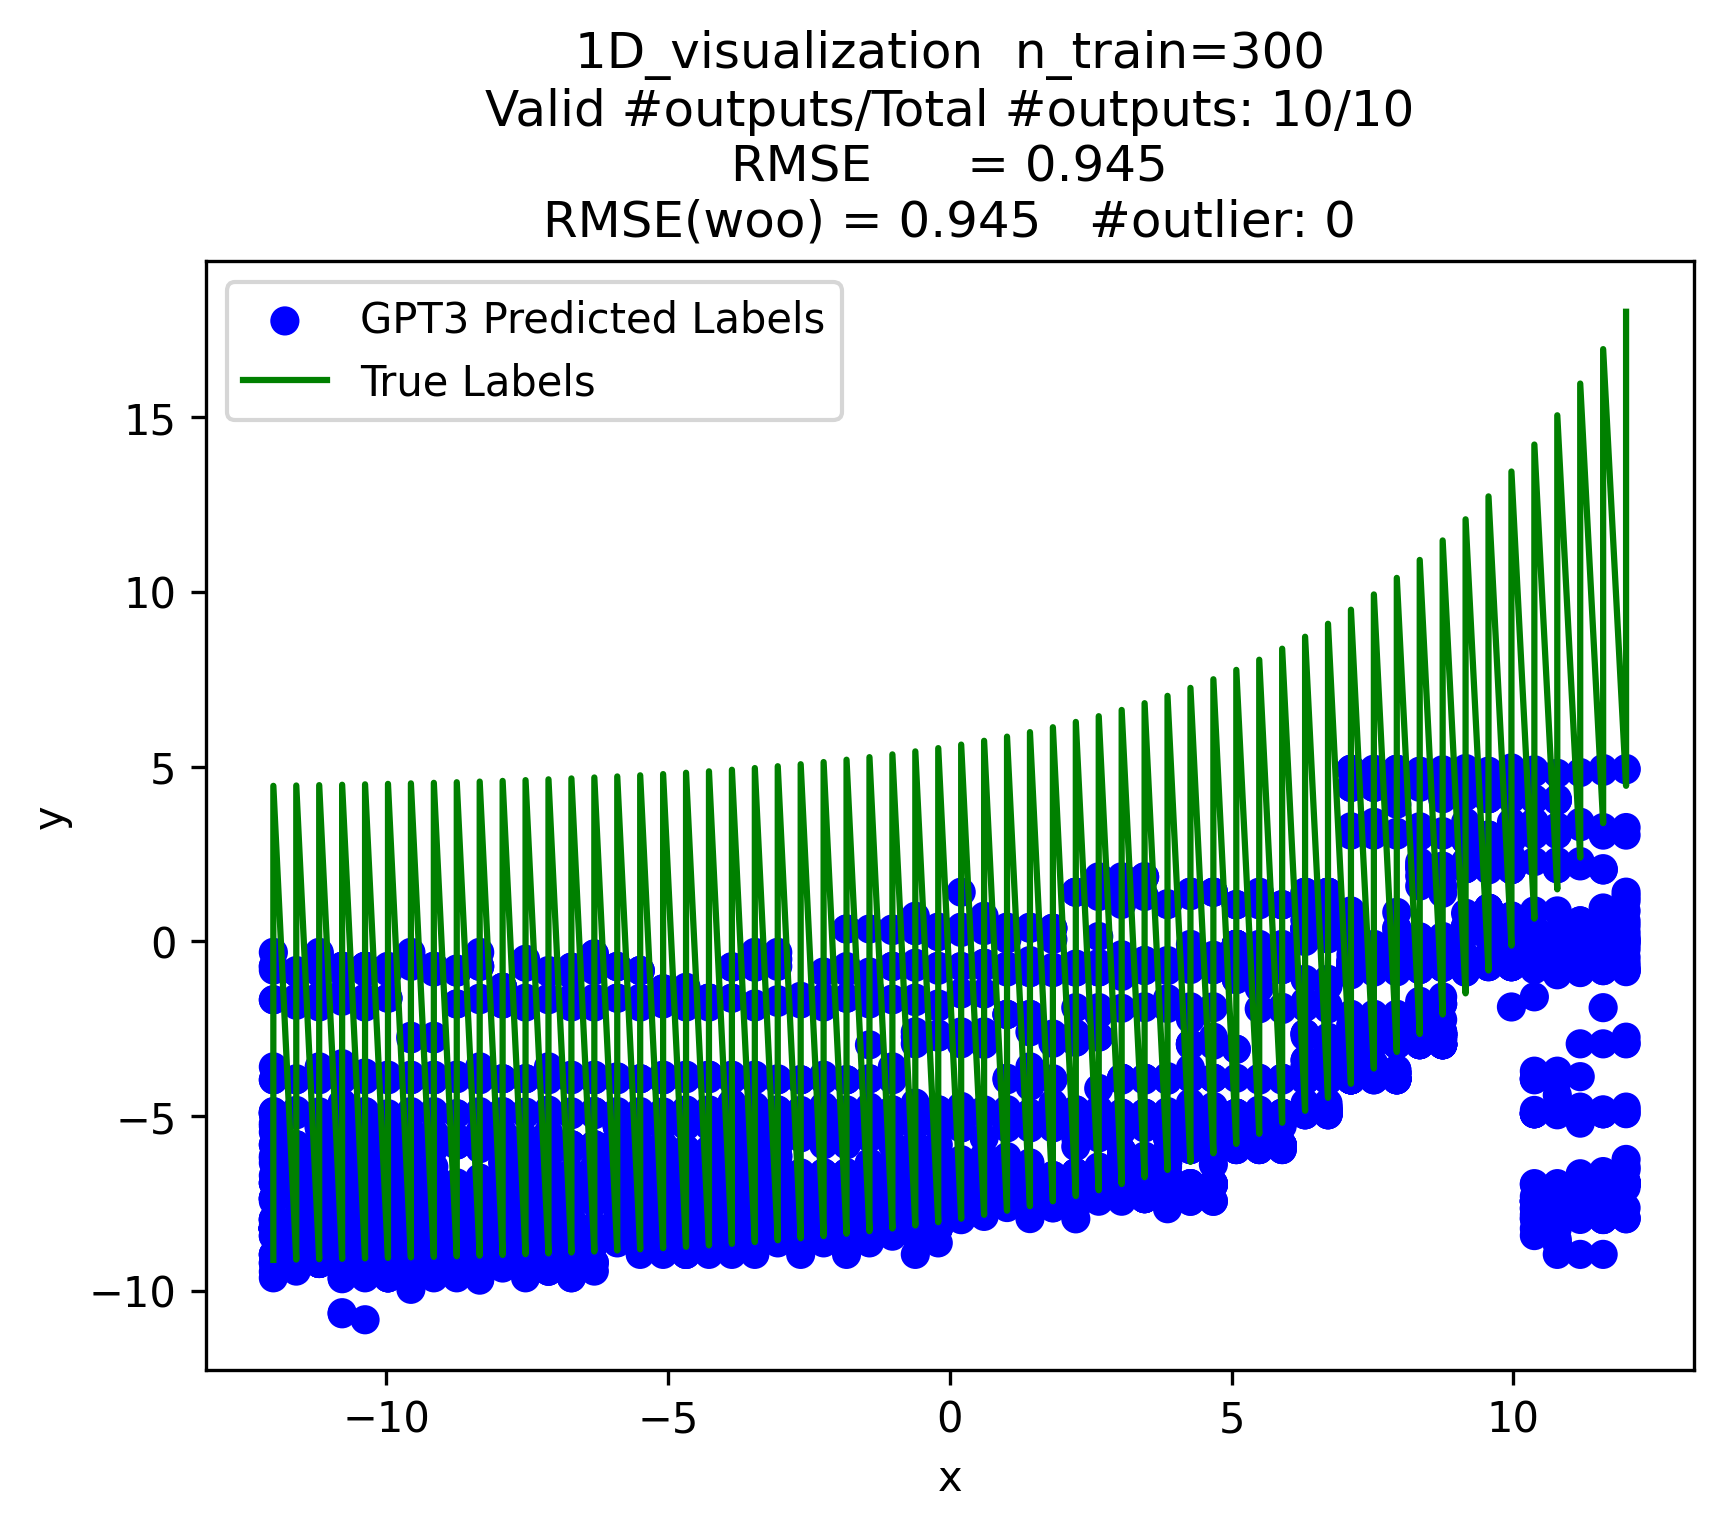 1D_visualization  n_train=300
Valid #outputs/Total #outputs: 10/10
RMSE      = 0.945
RMSE(woo) = 0.945   #outlier: 0
GPT3 Predicted Labels
True Labels
15
10
5
0
−5
−10
y
−10
−5
0
5
10
x